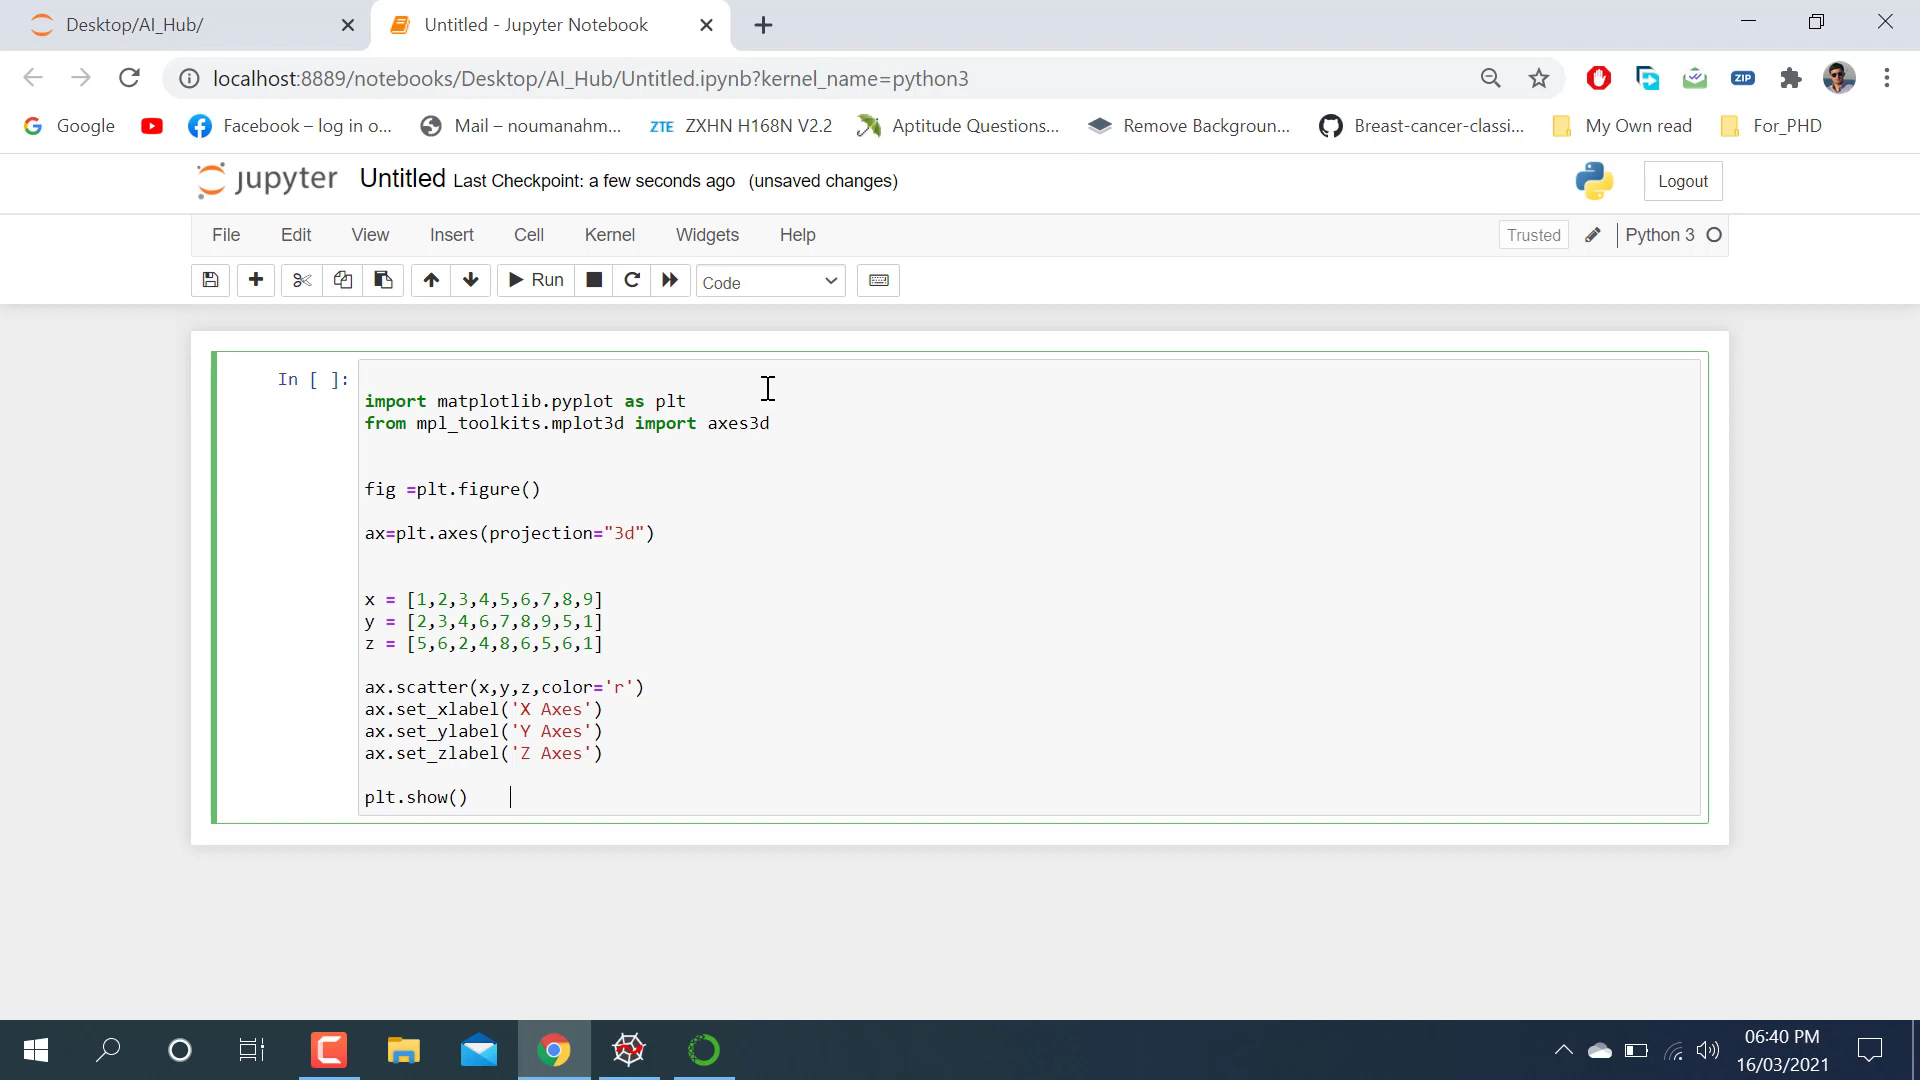 Desktop/AI_Hub/
Untitled - Jupyter Notebook
localhost:8889/notebooks/Desktop/AI_Hub/Untitled.ipynb?kernel_name=python3
ZIP
Google
Facebook – log in o...
Mail – noumanahm...
ZTE ZXHN H168N V2.2
Aptitude Questions...
Remove Backgroun...
Breast-cancer-classi...
My Own read
For_PHD
jupyter Untitled Last Checkpoint: a few seconds ago (unsaved changes)
Logout
File Edit View Insert Cell Kernel Widgets Help
Trusted
Python 3
Run
Code
In [ ]:
import matplotlib.pyplot as plt
from mpl_toolkits.mplot3d import axes3d
fig =plt.figure()
ax=plt.axes(projection="3d")
x = [1,2,3,4,5,6,7,8,9]
y = [2,3,4,6,7,8,9,5,1]
z = [5,6,2,4,8,6,5,6,1]
ax.scatter(x,y,z,color='r')
ax.set_xlabel('X Axes')
ax.set_ylabel('Y Axes')
ax.set_zlabel('Z Axes')
plt.show()
06:40 PM
16/03/2021